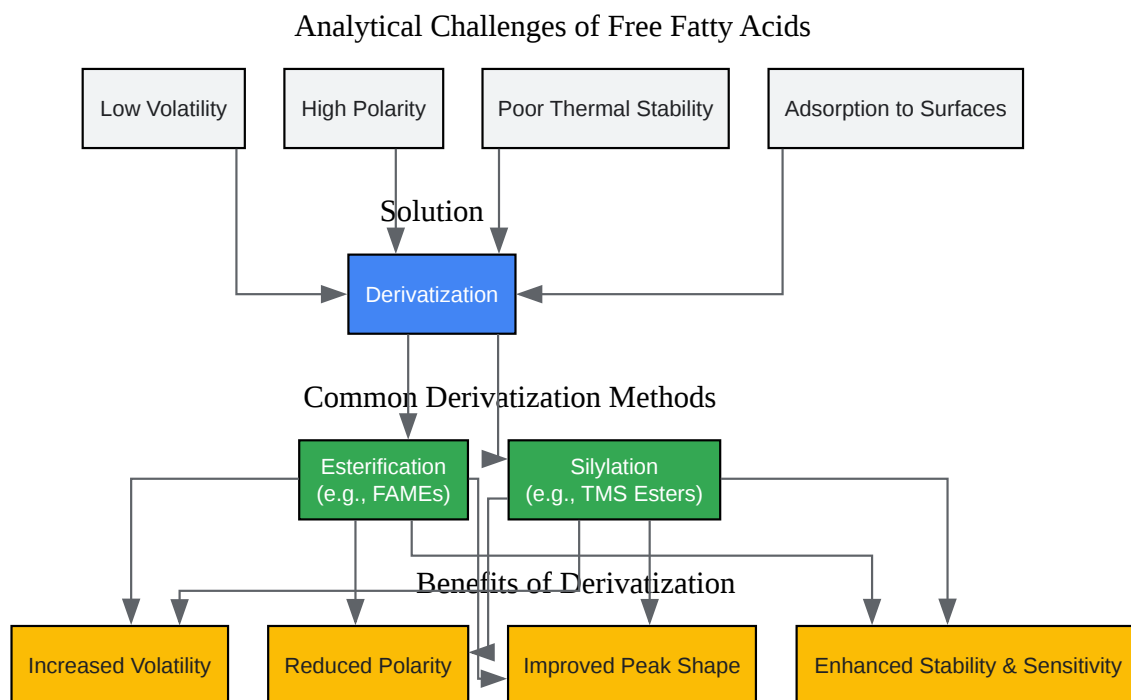 Analytical Challenges of Free Fatty Acids
Low Volatility
High Polarity
Poor Thermal Stability
Adsorption to Surfaces
Solution
Derivatization
Common Derivatization Methods
Esterification
(e.g., FAMEs)
Silylation
(e.g., TMS Esters)
Benefits of Derivatization
Increased Volatility
Reduced Polarity
Improved Peak Shape
Enhanced Stability & Sensitivity